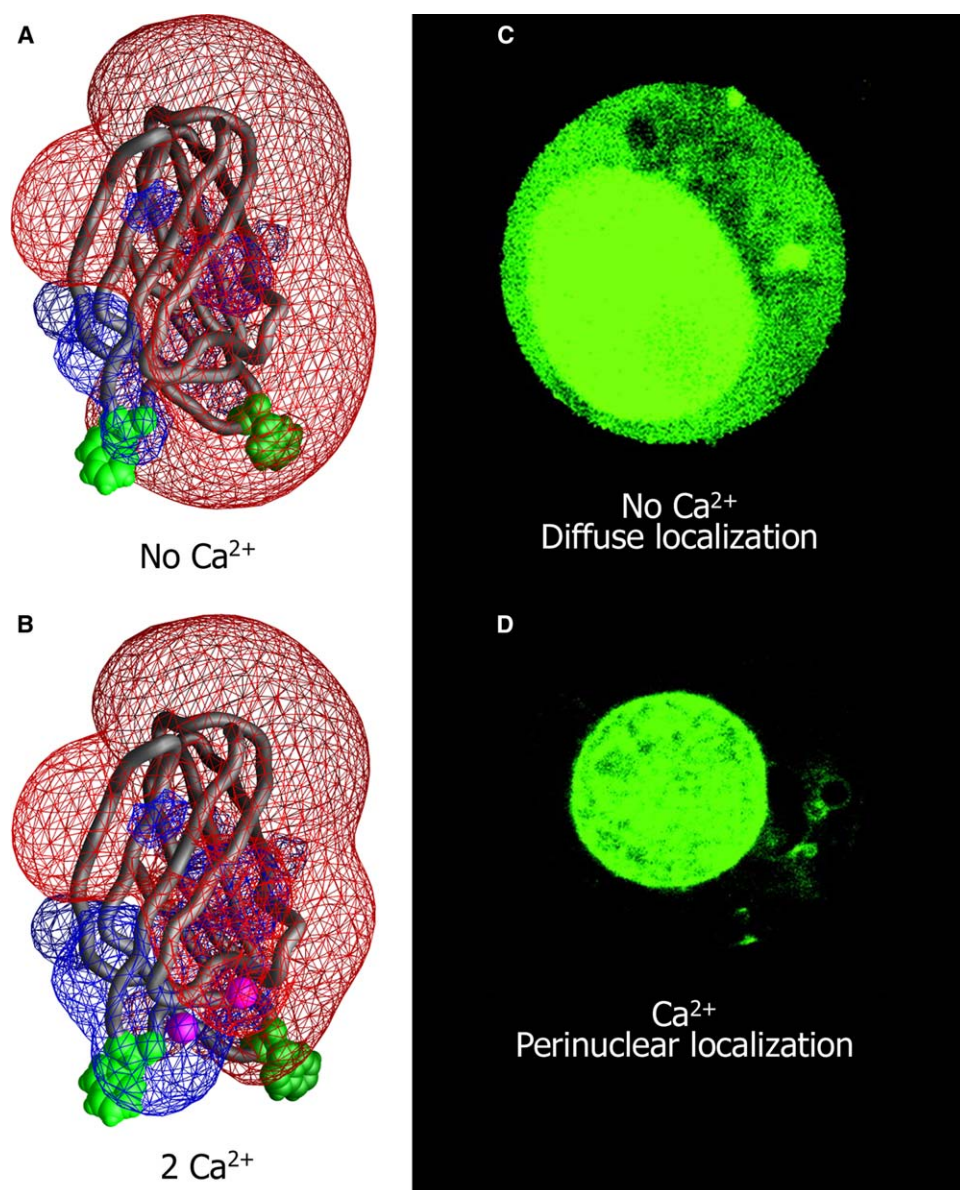 A
No Ca²⁺
B
2 Ca²⁺
C
No Ca²⁺
Diffuse localization
D
Ca²⁺
Perinuclear localization